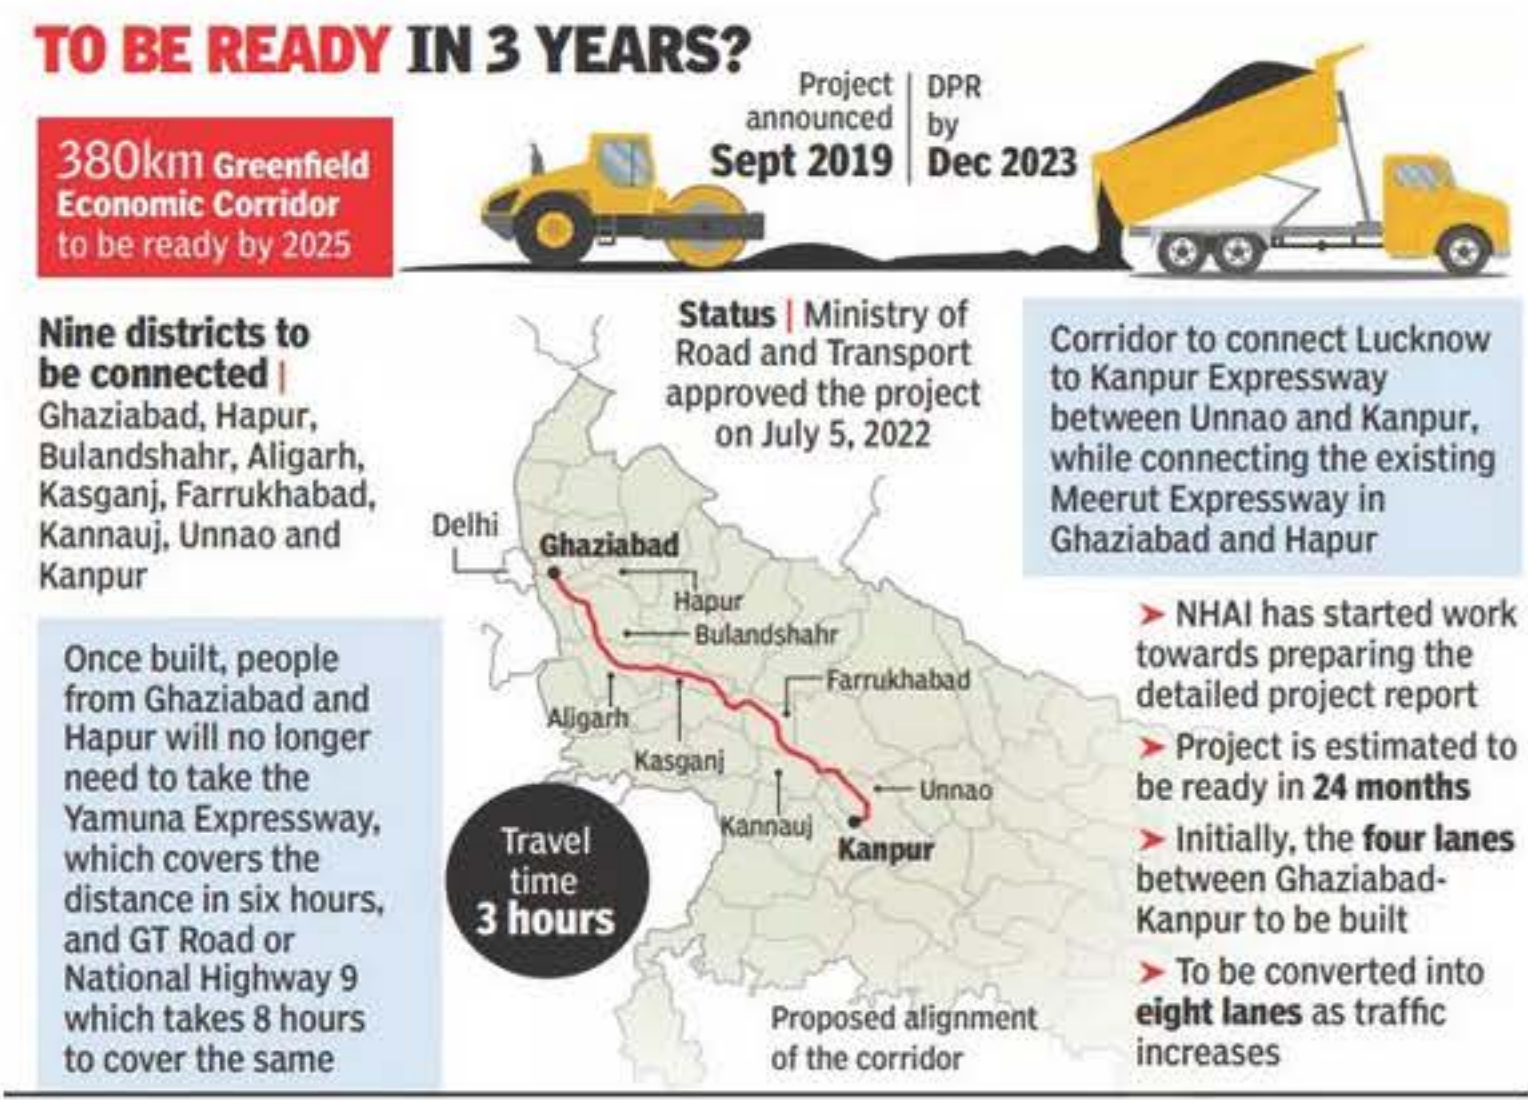 TO BE READY IN 3 YEARS?
380km Greenfield
Economic Corridor
to be ready by 2025
Project
announced
Sept 2019
DPR
by
Dec 2023
Nine districts to
be connected |
Ghaziabad, Hapur,
Bulandshahr, Aligarh,
Kasganj, Farrukhabad,
Kannauj, Unnao and
Kanpur
Status | Ministry of
Road and Transport
approved the project
on July 5, 2022
Corridor to connect Lucknow
to Kanpur Expressway
between Unnao and Kanpur,
while connecting the existing
Meerut Expressway in
Ghaziabad and Hapur
Once built, people
from Ghaziabad and
Hapur will no longer
need to take the
Yamuna Expressway,
which covers the
distance in six hours,
and GT Road or
National Highway 9
which takes 8 hours
to cover the same
Delhi
Ghaziabad
Hapur
Bulandshahr
Farrukhabad
Aligarh
Kasganj
Unnao
Kannauj
Kanpur
Travel
time
3 hours
Proposed alignment
of the corridor
➤ NHAI has started work
towards preparing the
detailed project report
➤ Project is estimated to
be ready in 24 months
➤ Initially, the four lanes
between Ghaziabad-
Kanpur to be built
➤ To be converted into
eight lanes as traffic
increases